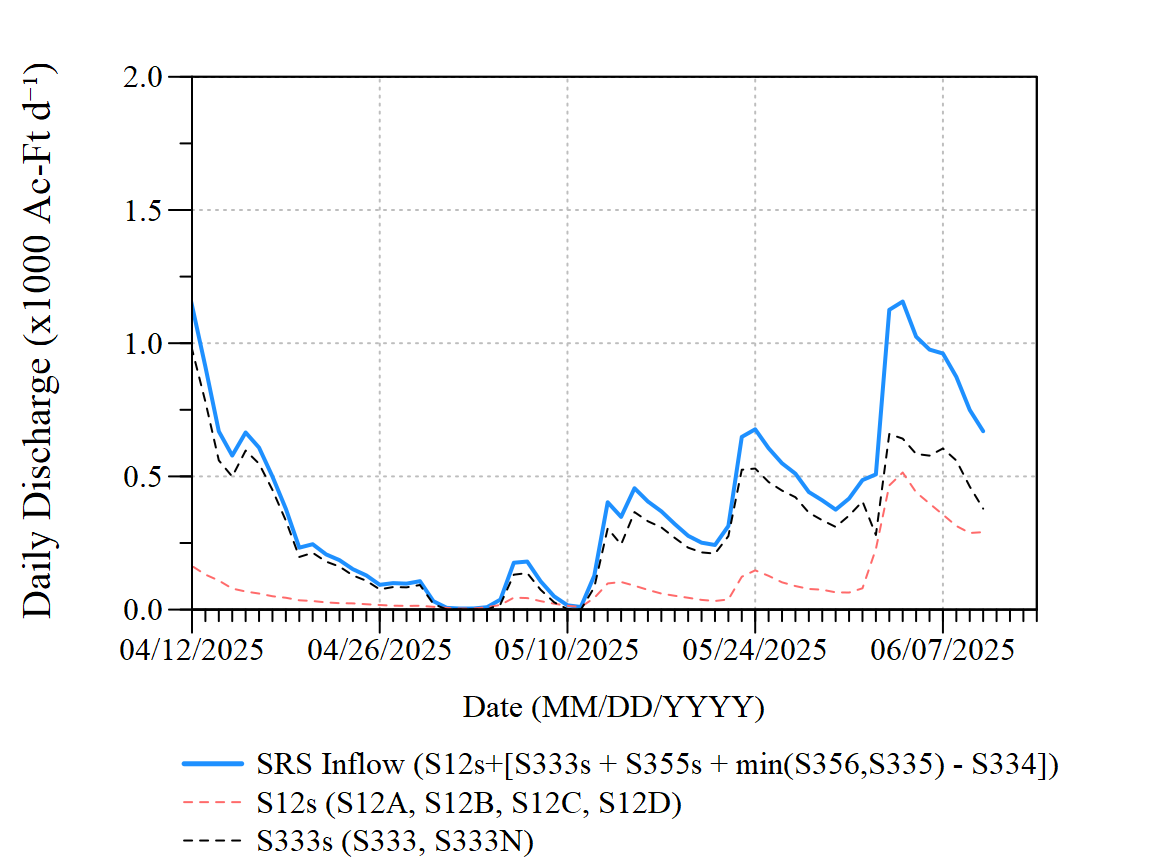 Daily Discharge (x1000 Ac-Ft d⁻¹)
2.0
1.5
1.0
0.5
0.0
04/12/2025 04/26/2025 05/10/2025 05/24/2025 06/07/2025
Date (MM/DD/YYYY)
SRS Inflow (S12s+[S333s + S355s + min(S356,S335) - S334])
S12s (S12A, S12B, S12C, S12D)
S333s (S333, S333N)